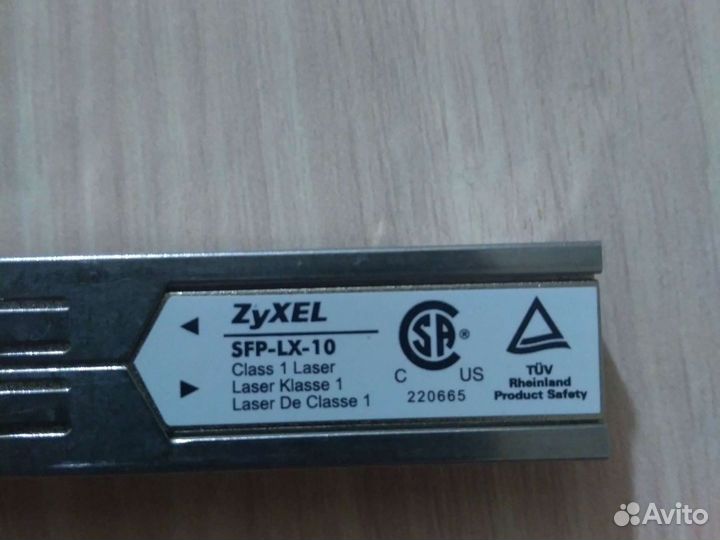 ZyXEL
SFP-LX-10
Class 1 Laser
Laser Klasse 1
Laser De Classe 1
CSA ®
C US
220665
TÜV
Rheinland
Product Safety
Avito